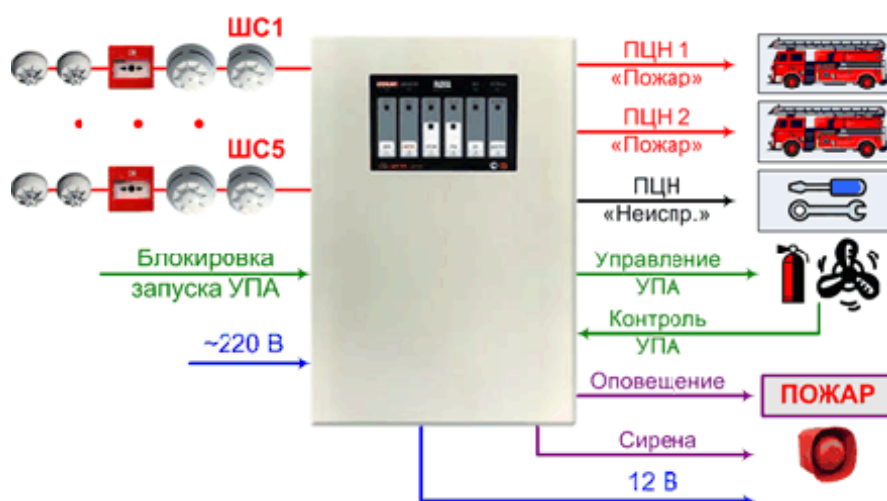 ШС1
ПЦН 1
«Пожар»
ПЦН 2
«Пожар»
ШС5
ПЦН
«Неиспр.»
Блокировка
запуска УПА
Управление
УПА
Контроль
УПА
~220 В
Оповещение
ПОЖАР
Сирена
12 В